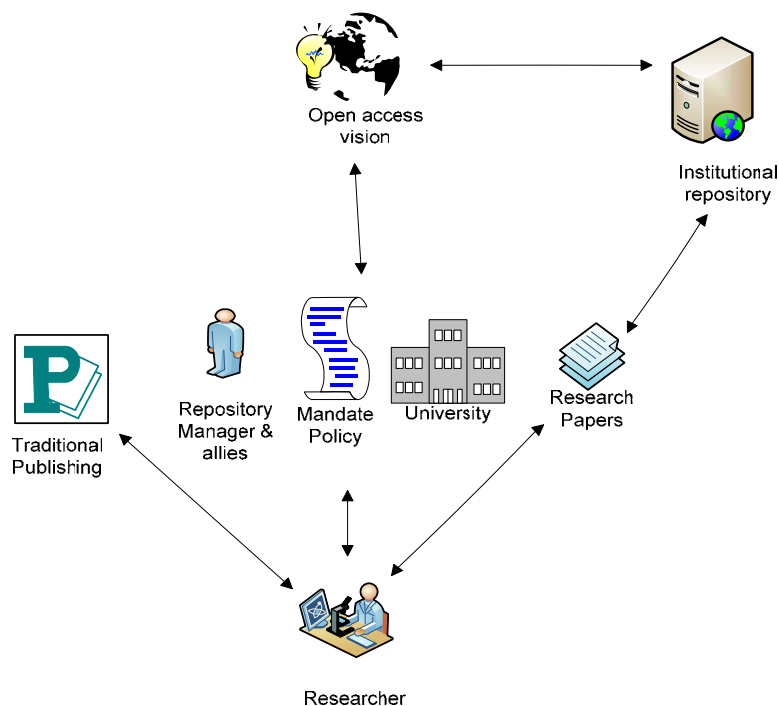 Open access
vision
Institutional
repository
Repository
Manager &
allies
Mandate
Policy
University
Research
Papers
P
Traditional
Publishing
Researcher